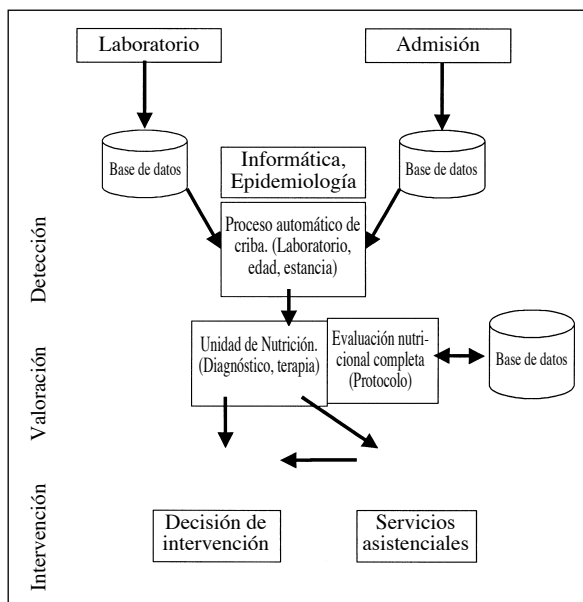 Laboratorio
Admisión
Base de datos
Base de datos
Informática,
Epidemiología
Proceso automático de
criba. (Laboratorio,
edad, estancia)
Detección
Unidad de Nutrición.
(Diagnóstico, terapia)
Evaluación nutri-
cional completa
(Protocolo)
Base de datos
Valoración
Decisión de
intervención
Servicios
asistenciales
Intervención